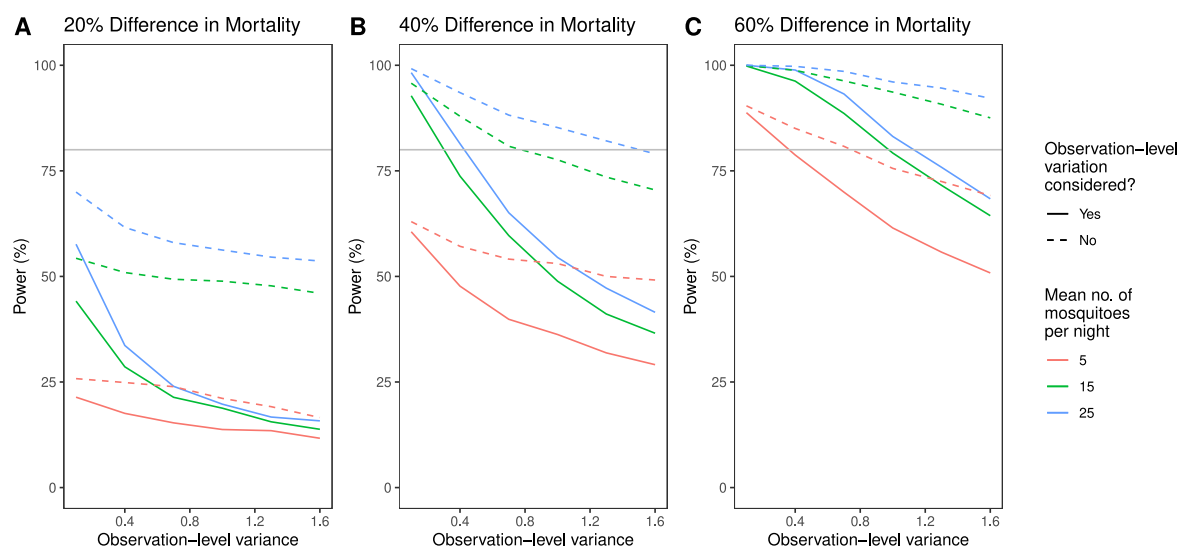 A 20% Difference in Mortality
B 40% Difference in Mortality
C 60% Difference in Mortality
Power (%)
100
75
50
25
0
0.4 0.8 1.2 1.6
Observation−level variance
Power (%)
100
75
50
25
0
0.4 0.8 1.2 1.6
Observation−level variance
Power (%)
100
75
50
25
0
0.4 0.8 1.2 1.6
Observation−level variance
Observation−level
variation
considered?
Yes
No
Mean no. of
mosquitoes
per night
5
15
25